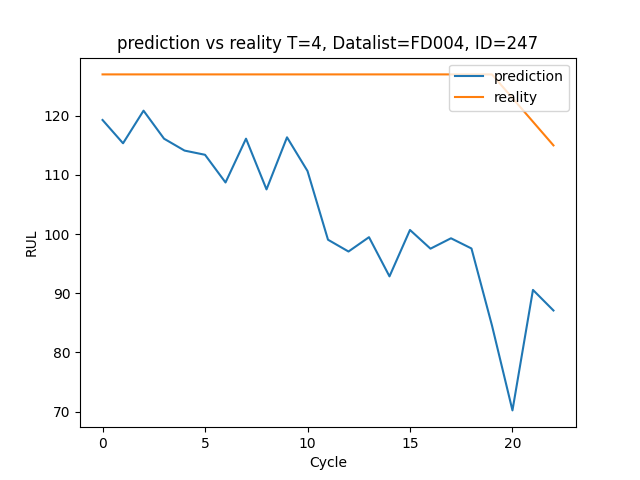 prediction vs reality T=4, Datalist=FD004, ID=247
prediction
reality
120
110
100
90
80
70
RUL
0 5 10 15 20
Cycle